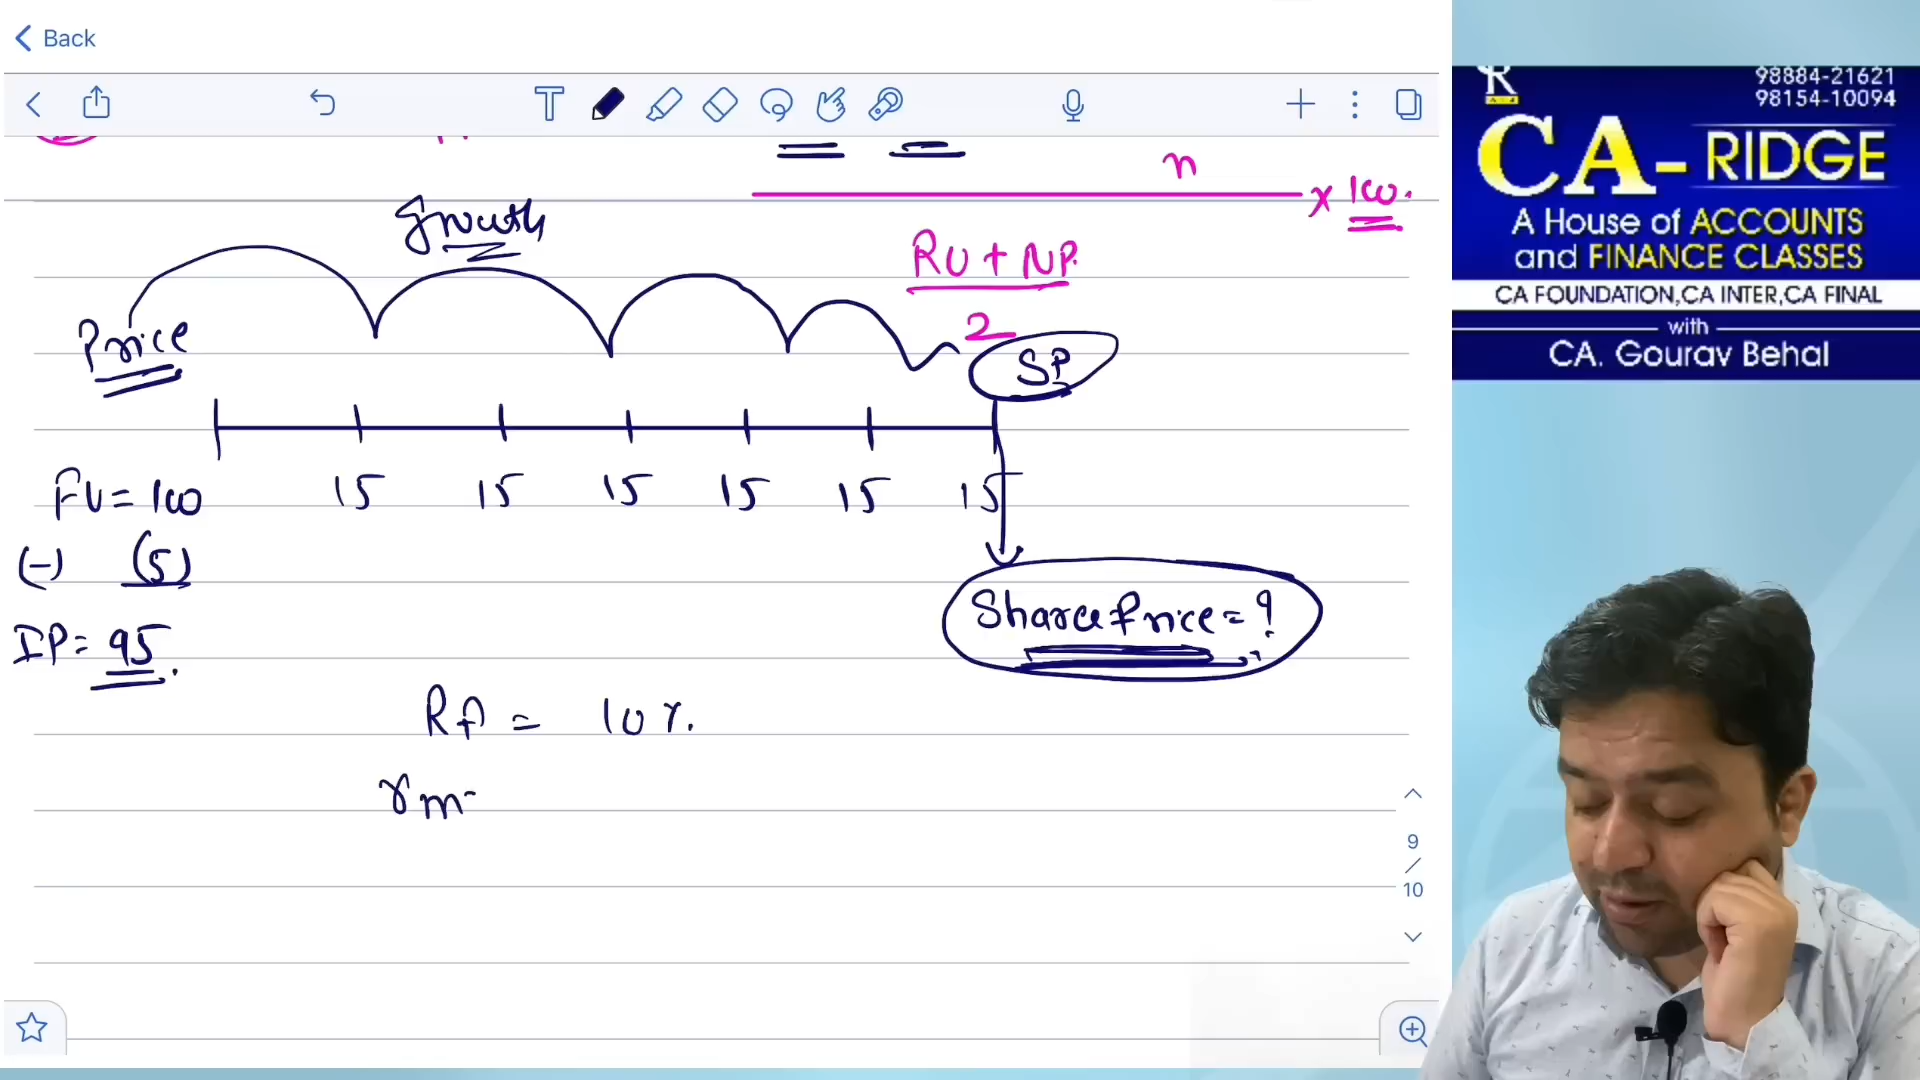 Back
n
x 100.
Growth
RV + NP.
2
Price
SP
FV = 100
15 15 15 15 15 15
(-) (5)
Share Price = ?
IP = 95.
Rf = 10%.
rm
9
/
10
98884-21621
98154-10094
CA- RIDGE
A House of ACCOUNTS
and FINANCE CLASSES
CA FOUNDATION,CA INTER,CA FINAL
with
CA. Gourav Behal